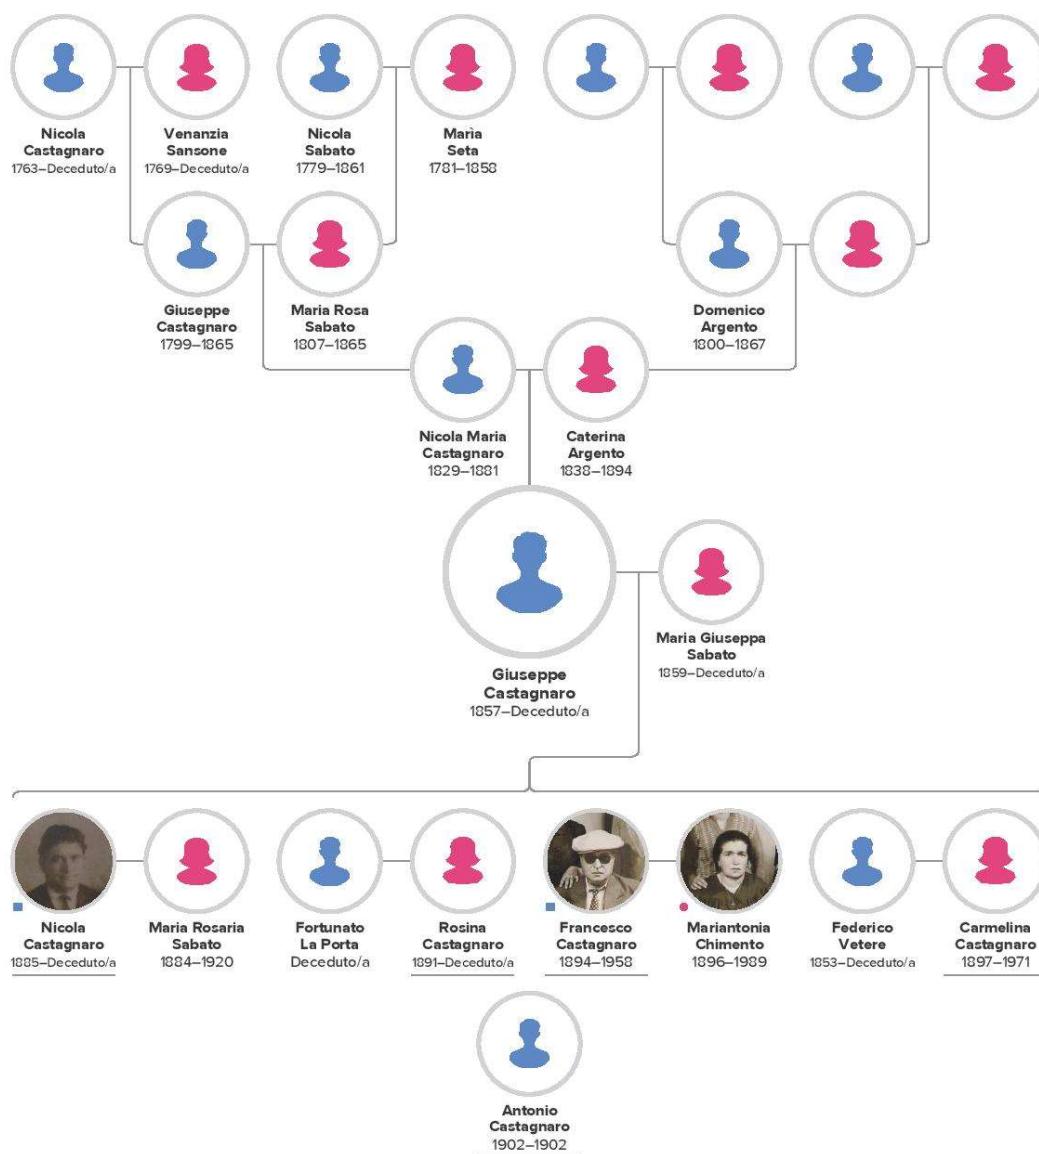 Nicola
Castagnaro
1763–Deceduto/a
Venanzia
Sansone
1769–Deceduto/a
Nicola
Sabato
1779–1861
Maria
Seta
1781–1858
Giuseppe
Castagnaro
1799–1865
Maria Rosa
Sabato
1807–1865
Domenico
Argento
1800–1867
Nicola Maria
Castagnaro
1829–1881
Caterina
Argento
1838–1894
Giuseppe
Castagnaro
1857–Deceduto/a
Maria Giuseppa
Sabato
1859–Deceduto/a
Nicola
Castagnaro
1885–Deceduto/a
Maria Rosaria
Sabato
1884–1920
Fortunato
La Porta
Deceduto/a
Rosina
Castagnaro
1891–Deceduto/a
Francesco
Castagnaro
1894–1958
Mariantonia
Chimento
1896–1989
Federico
Vetere
1853–Deceduto/a
Carmelina
Castagnaro
1897–1971
Antonio
Castagnaro
1902–1902